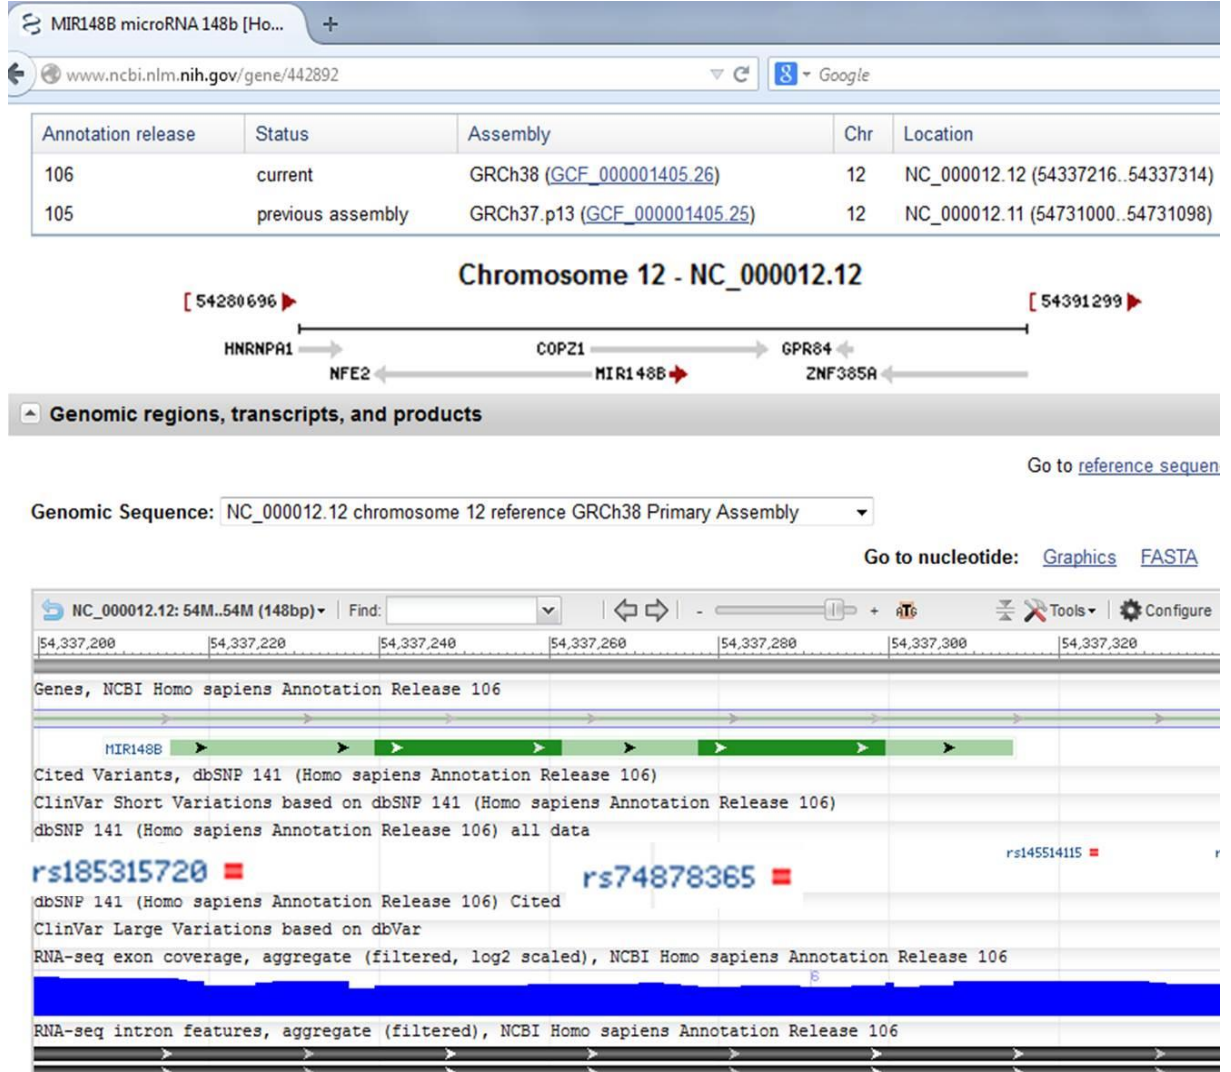 MIR148B microRNA 148b [Ho... +
www.ncbi.nlm.nih.gov/gene/442892 8 Google
Annotation release Status Assembly Chr Location
106 current GRCh38 (GCF_000001405.26) 12 NC_000012.12 (54337216..54337314)
105 previous assembly GRCh37.p13 (GCF_000001405.25) 12 NC_000012.11 (54731000..54731098)
Chromosome 12 - NC_000012.12
[ 54280696 [ 54391299
HNRNPA1 COPZ1 GPR84
NFE2 MIR148B ZNF385A
Genomic regions, transcripts, and products
Go to reference sequen
Genomic Sequence: NC_000012.12 chromosome 12 reference GRCh38 Primary Assembly
Go to nucleotide: Graphics FASTA
NC_000012.12: 54M..54M (148bp) Find: - + ATG Tools Configure
54,337,200 54,337,220 54,337,240 54,337,260 54,337,280 54,337,300 54,337,320
Genes, NCBI Homo sapiens Annotation Release 106
MIR148B
Cited Variants, dbSNP 141 (Homo sapiens Annotation Release 106)
ClinVar Short Variations based on dbSNP 141 (Homo sapiens Annotation Release 106)
dbSNP 141 (Homo sapiens Annotation Release 106) all data
rs145514115 r
rs185315720 rs74878365
dbSNP 141 (Homo sapiens Annotation Release 106) Cited
ClinVar Large Variations based on dbVar
RNA-seq exon coverage, aggregate (filtered, log2 scaled), NCBI Homo sapiens Annotation Release 106
6
RNA-seq intron features, aggregate (filtered), NCBI Homo sapiens Annotation Release 106